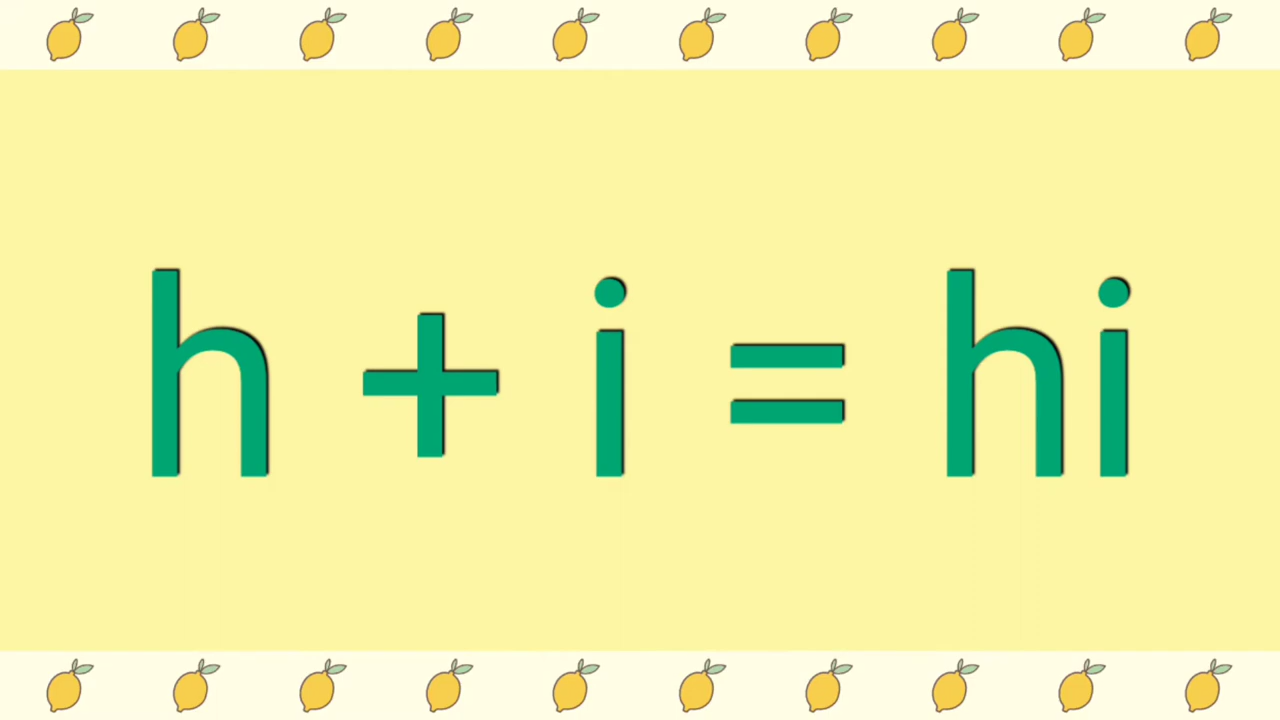 h + i = hi